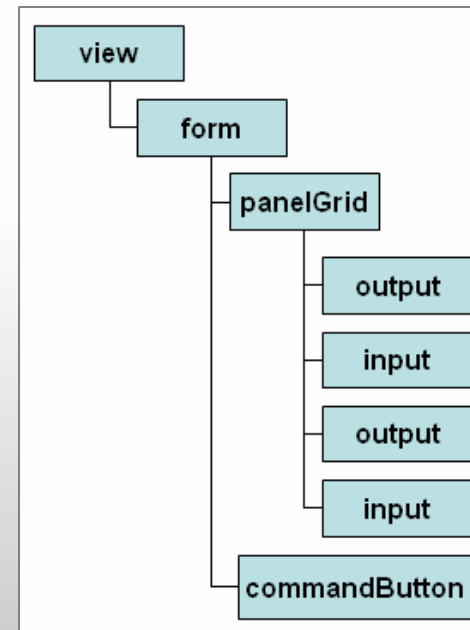 view
form
panelGrid
output
input
output
input
commandButton